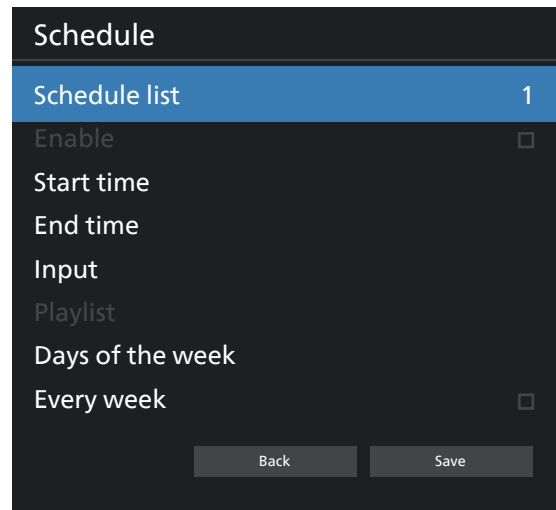 Schedule
Schedule list 1
Enable
Start time
End time
Input
Playlist
Days of the week
Every week
Back Save